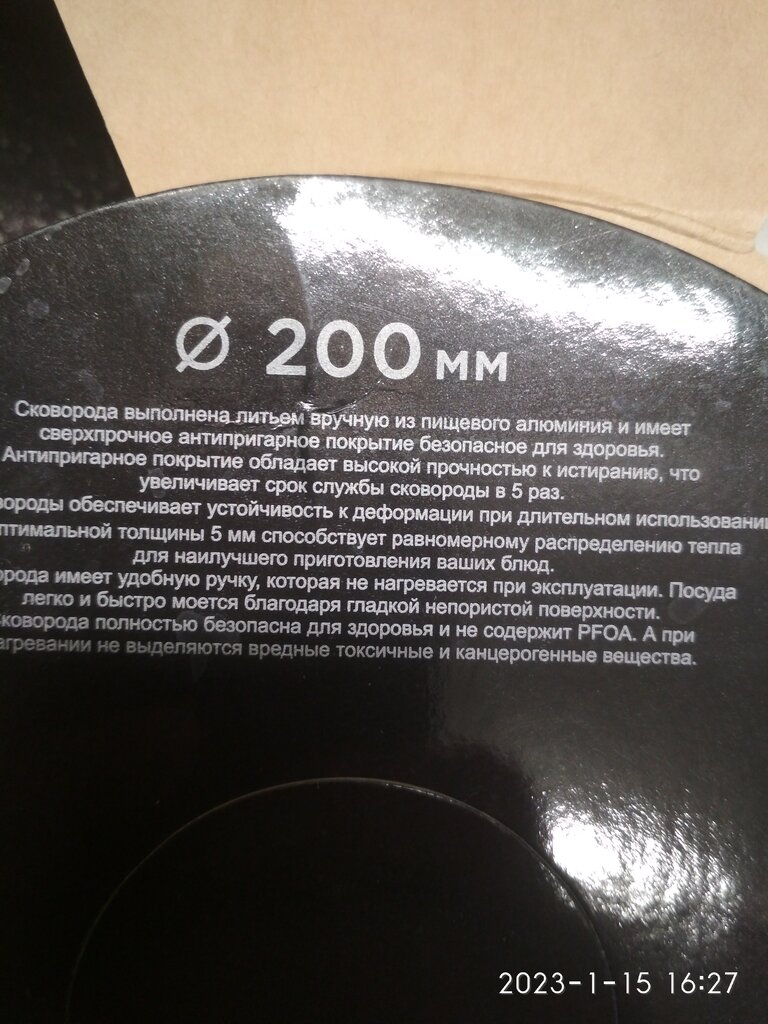 Ø 200 мм
Сковорода выполнена литьем вручную из пищевого алюминия и имеет
сверхпрочное антипригарное покрытие безопасное для здоровья.
Антипригарное покрытие обладает высокой прочностью к истиранию, что
увеличивает срок службы сковороды в 5 раз.
вороды обеспечивает устойчивость к деформации при длительном использовани
птимальной толщины 5 мм способствует равномерному распределению тепла
для наилучшего приготовления ваших блюд.
орода имеет удобную ручку, которая не нагревается при эксплуатации. Посуда
легко и быстро моется благодаря гладкой непористой поверхности.
сковорода полностью безопасна для здоровья и не содержит PFOA. А при
агревании не выделяются вредные токсичные и канцерогенные вещества.
2023-1-15 16:27